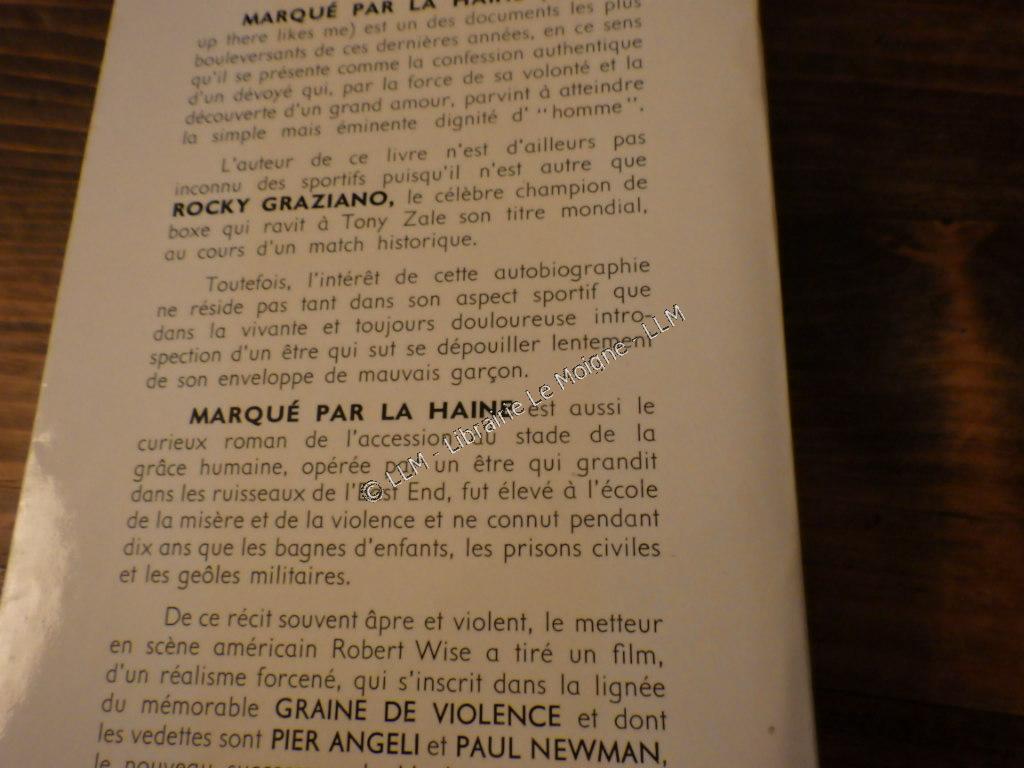 MARQUÉ PAR LA HAINE
up there likes me) est un des documents les plus
bouleversants de ces dernières années, en ce sens
qu'il se présente comme la confession authentique
d'un dévoyé qui, par la force de sa volonté et la
découverte d'un grand amour, parvint à atteindre
la simple mais éminente dignité d' "homme".
L'auteur de ce livre n'est d'ailleurs pas
inconnu des sportifs puisqu'il n'est autre que
ROCKY GRAZIANO, le célèbre champion de
boxe qui ravit à Tony Zale son titre mondial,
au cours d'un match historique.
Toutefois, l'intérêt de cette autobiographie
ne réside pas tant dans son aspect sportif que
dans la vivante et toujours douloureuse intro-
spection d'un être qui sut se dépouiller lentement
de son enveloppe de mauvais garçon.
MARQUÉ PAR LA HAINE est aussi le
curieux roman de l'accession au stade de la
grâce humaine, opérée par un être qui grandit
dans les ruisseaux de l'East End, fut élevé à l'école
de la misère et de la violence et ne connut pendant
dix ans que les bagnes d'enfants, les prisons civiles
et les geôles militaires.
De ce récit souvent âpre et violent, le metteur
en scène américain Robert Wise a tiré un film,
d'un réalisme forcené, qui s'inscrit dans la lignée
du mémorable GRAINE DE VIOLENCE et dont
les vedettes sont PIER ANGELI et PAUL NEWMAN,
le nouveau
© LLM - Librairie Le Moigne - LLM